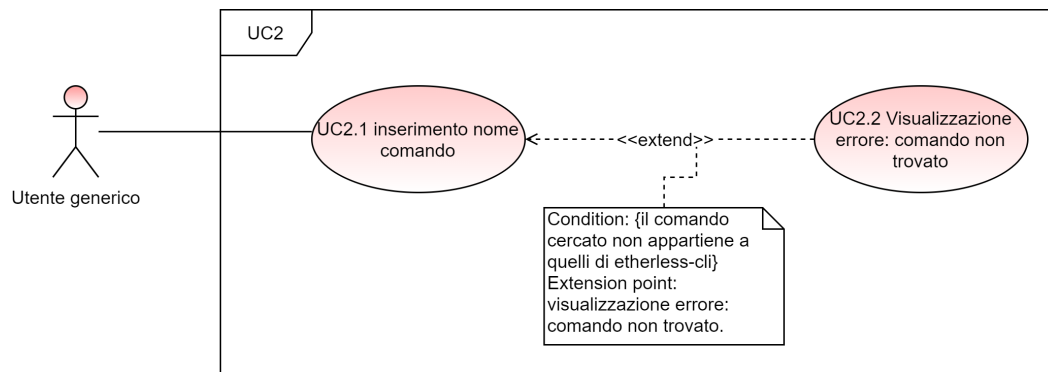 UC2
UC2.1 inserimento nome
comando
<<extend>>
UC2.2 Visualizzazione
errore: comando non
trovato
Utente generico
Condition: {il comando
cercato non appartiene a
quelli di etherless-cli}
Extension point:
visualizzazione errore:
comando non trovato.